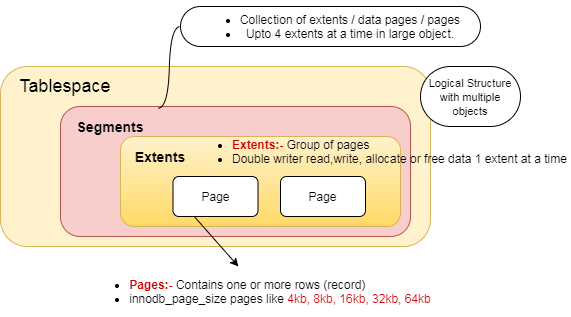 Collection of extents / data pages / pages
Upto 4 extents at a time in large object.
Tablespace
Logical Structure
with multiple
objects
Segments
Extents
Extents:- Group of pages
Double writer read,write, allocate or free data 1 extent at a time
Page
Page
Pages:- Contains one or more rows (record)
innodb_page_size pages like 4kb, 8kb, 16kb, 32kb, 64kb